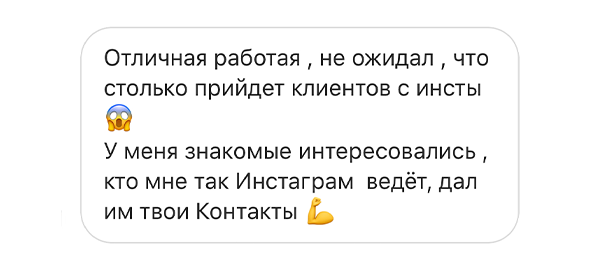 Отличная работая , не ожидал , что
столько прийдет клиентов с инсты
😱
У меня знакомые интересовались ,
кто мне так Инстаграм  ведёт, дал
им твои Контакты 💪